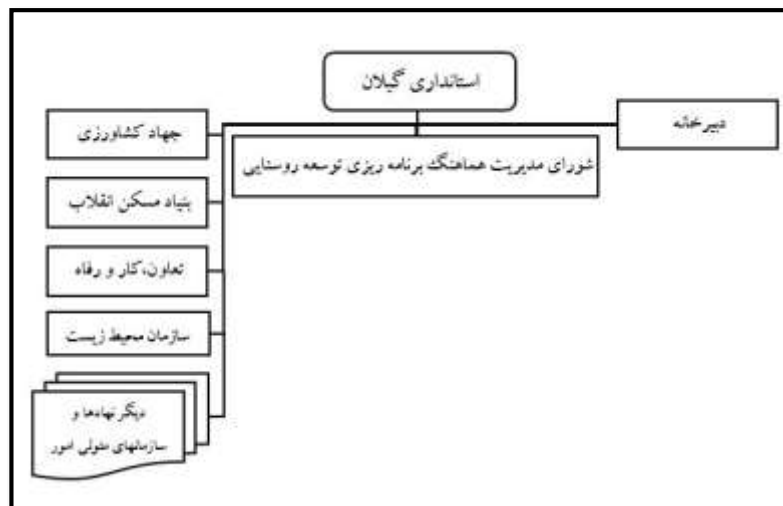 استانداری گیلان
دبیرخانه
شورای مدیریت هماهنگ برنامه ریزی توسعه روستایی
جهاد کشاورزی
بنیاد مسکن انقلاب
تعاون،کار و رفاه
سازمان محیط زیست
دیگر نهادها و
سازمانهای متولی امور